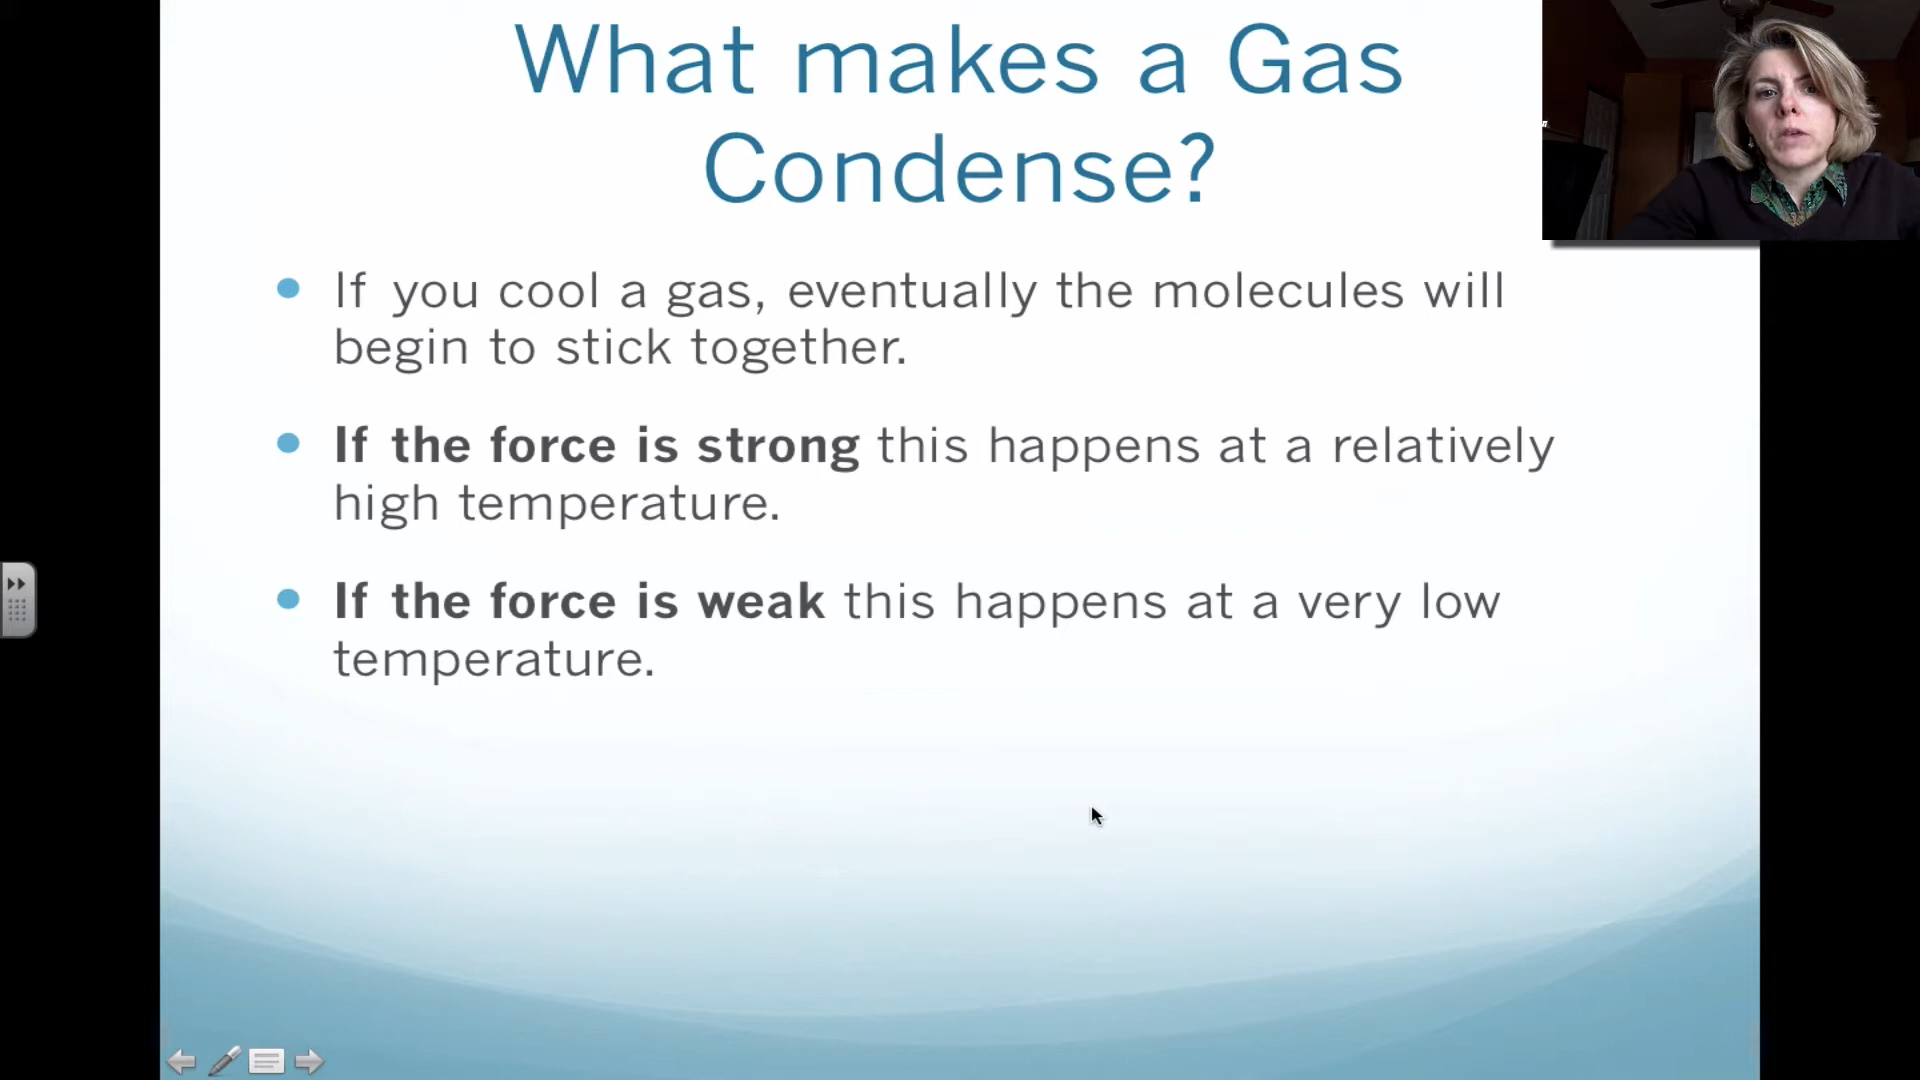 What makes a Gas
Condense?
If you cool a gas, eventually the molecules will
begin to stick together.
If the force is strong this happens at a relatively
high temperature.
If the force is weak this happens at a very low
temperature.